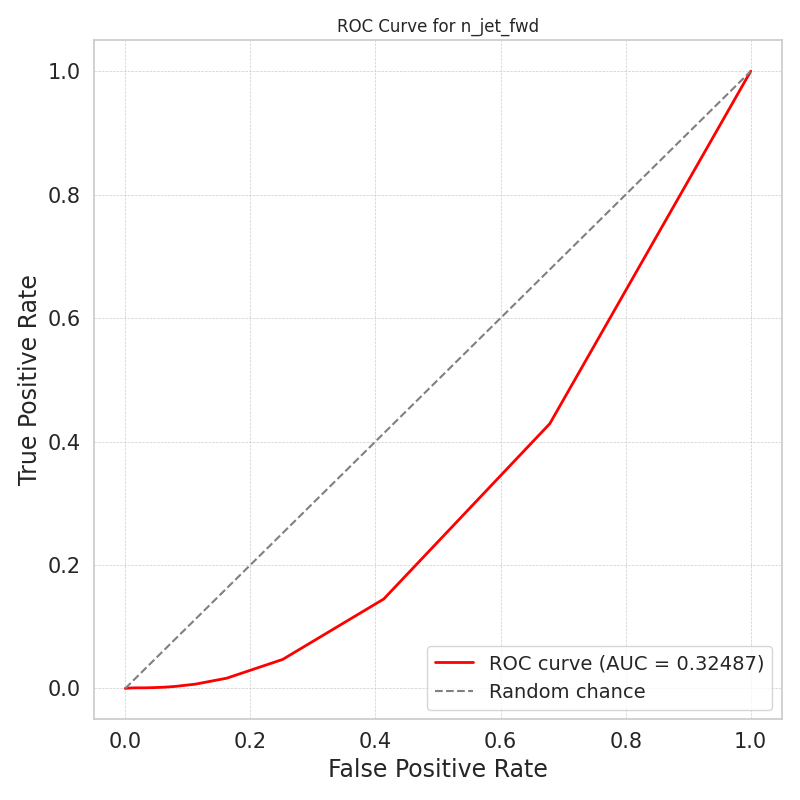 ROC Curve for n_jet_fwd
True Positive Rate
1.0
0.8
0.6
0.4
0.2
0.0
ROC curve (AUC = 0.32487)
Random chance
0.0 0.2 0.4 0.6 0.8 1.0
False Positive Rate